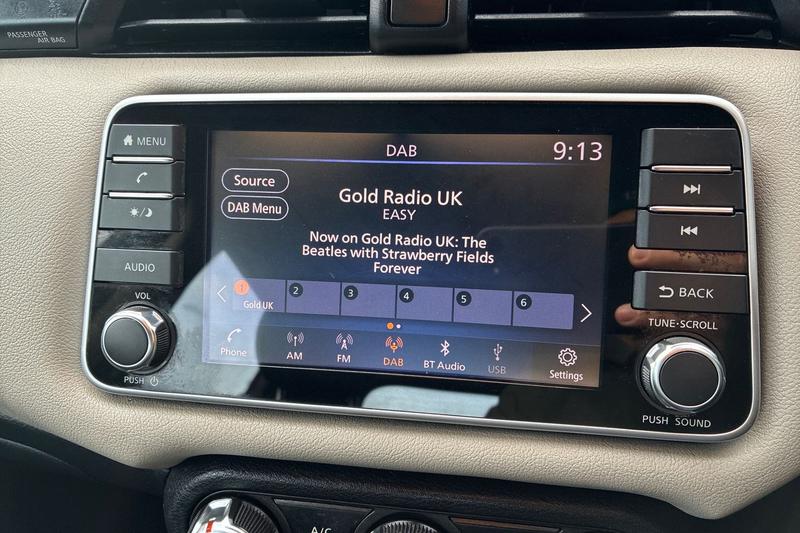 PASSENGER
AIR BAG
MENU
DAB
9:13
Source
DAB Menu
Gold Radio UK
EASY
Now on Gold Radio UK: The
Beatles with Strawberry Fields
Forever
AUDIO
BACK
1 2 3 4 5 6
Gold UK
VOL
TUNE·SCROLL
Phone
AM
FM
DAB
BT Audio
USB
Settings
PUSH
PUSH SOUND
A/C